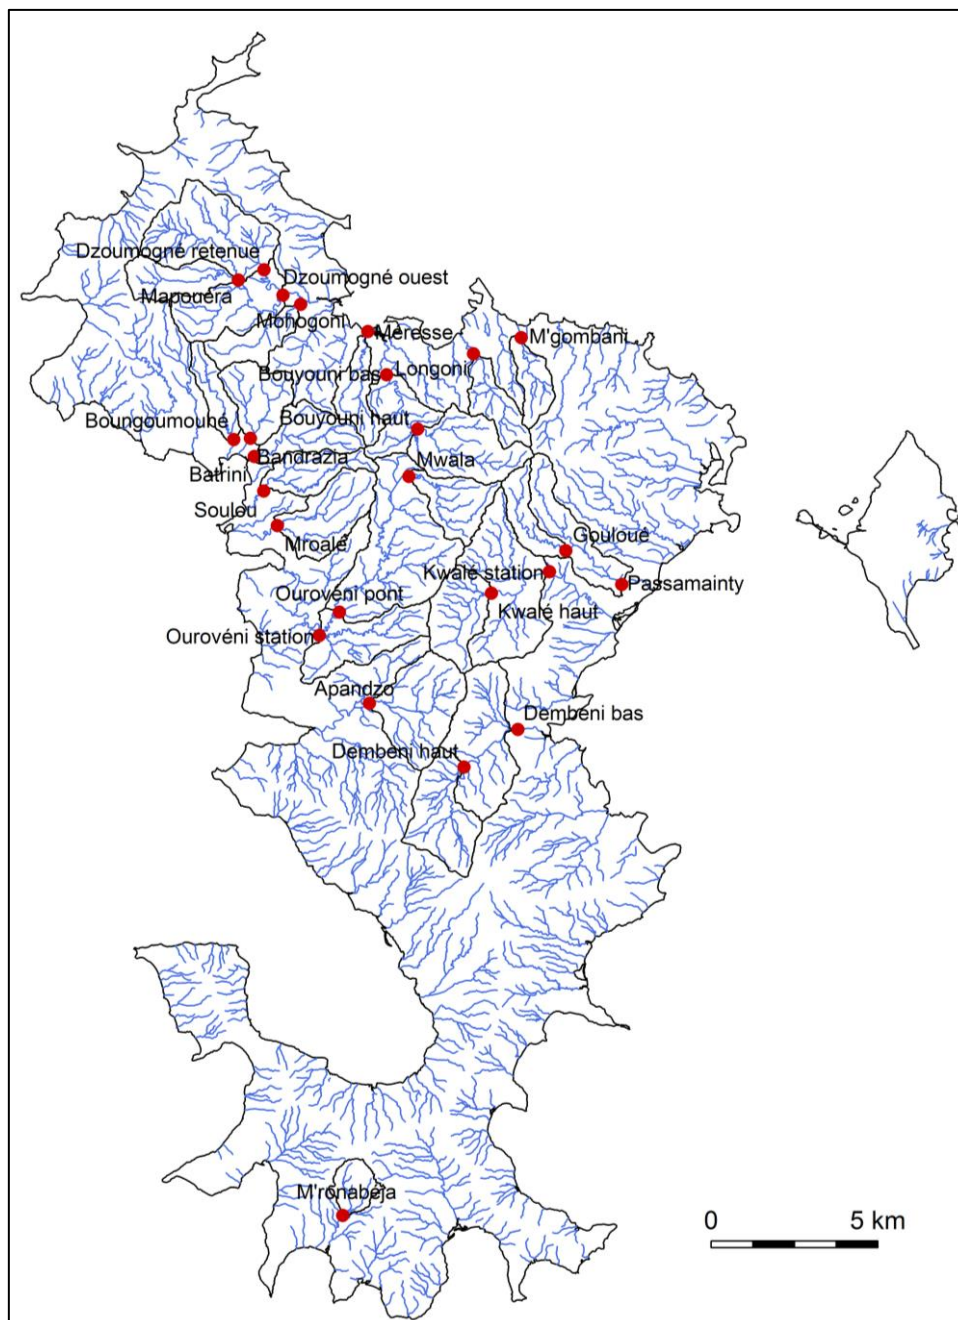 Dzoumogné retenue
Dzoumogné ouest
Mapouéra
Mohogoni
Méresse
M'gombani
Longoni
Bouyouni bas
Boungoumouhé
Bouyouni haut
Bandrazia
Mwala
Batrini
Soulou
Mroalé
Gouloué
Kwalé station
Passamainty
Ourovéni pont
Kwalé haut
Ourovéni station
Apandzo
Dembeni bas
Dembeni haut
M'ronabéja
0 5 km